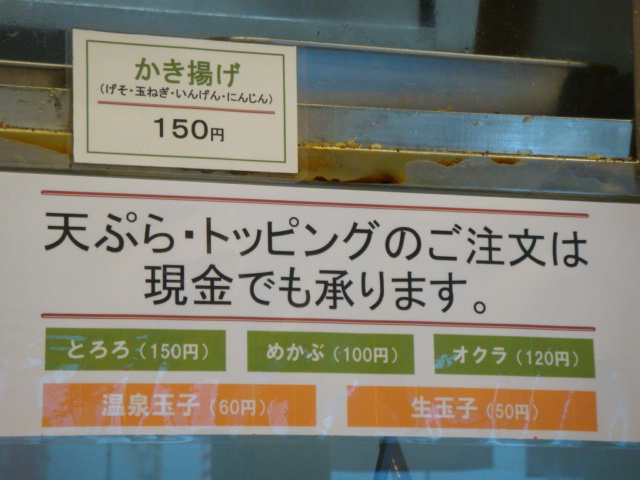 かき揚げ
(げそ・玉ねぎ・いんげん・にんじん)
150円
天ぷら・トッピングのご注文は
現金でも承ります。
とろろ(150円) めかぶ(100円) オクラ(120円)
温泉玉子(60円) 生玉子(50円)